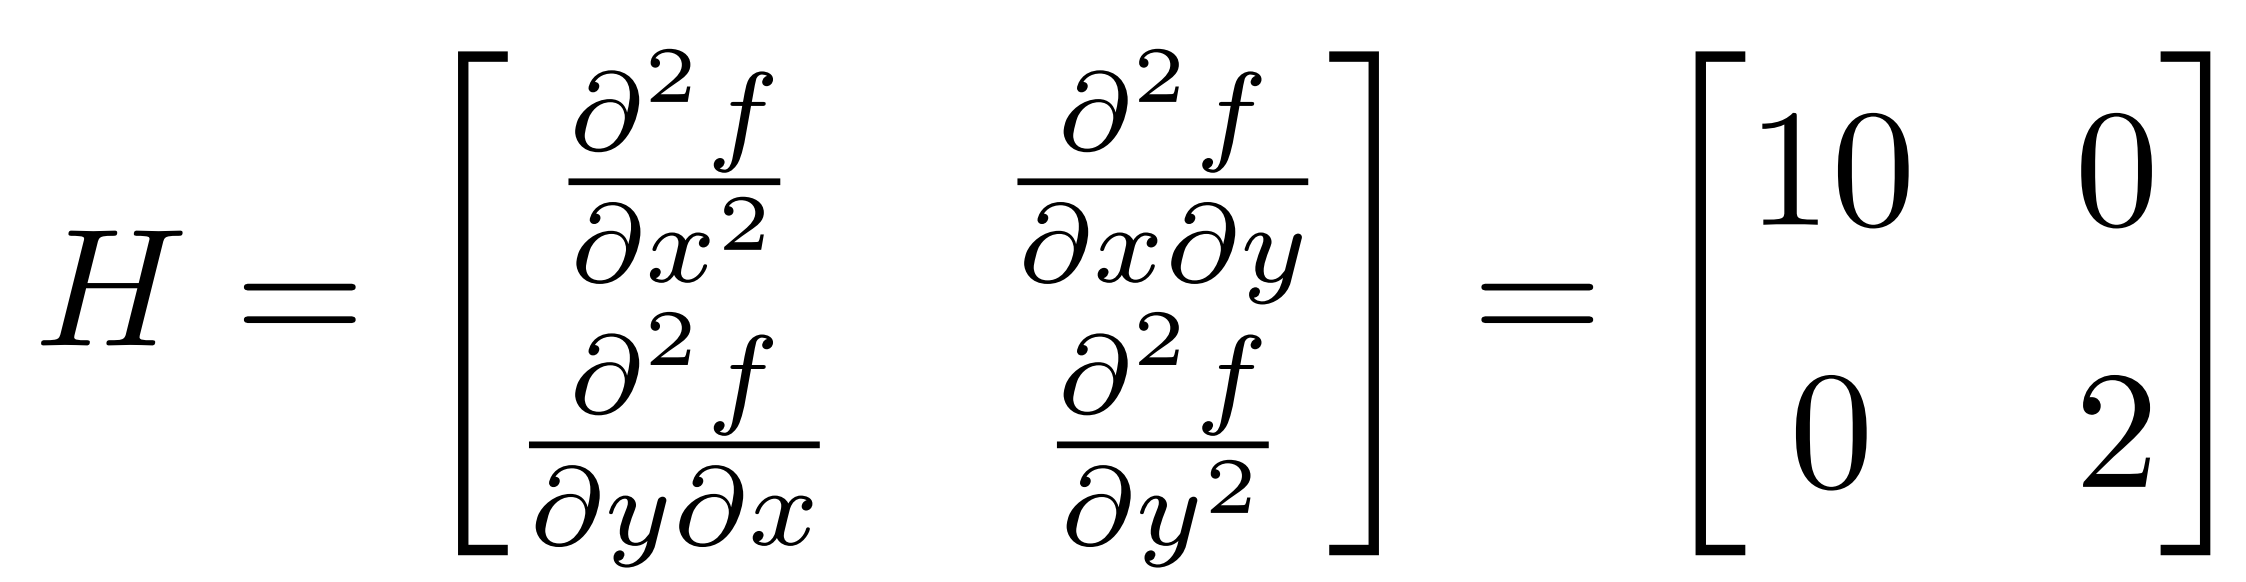 H = [ ∂²f/∂x² ∂²f/∂x∂y ; ∂²f/∂y∂x ∂²f/∂y² ] = [ 10 0 ; 0 2 ]